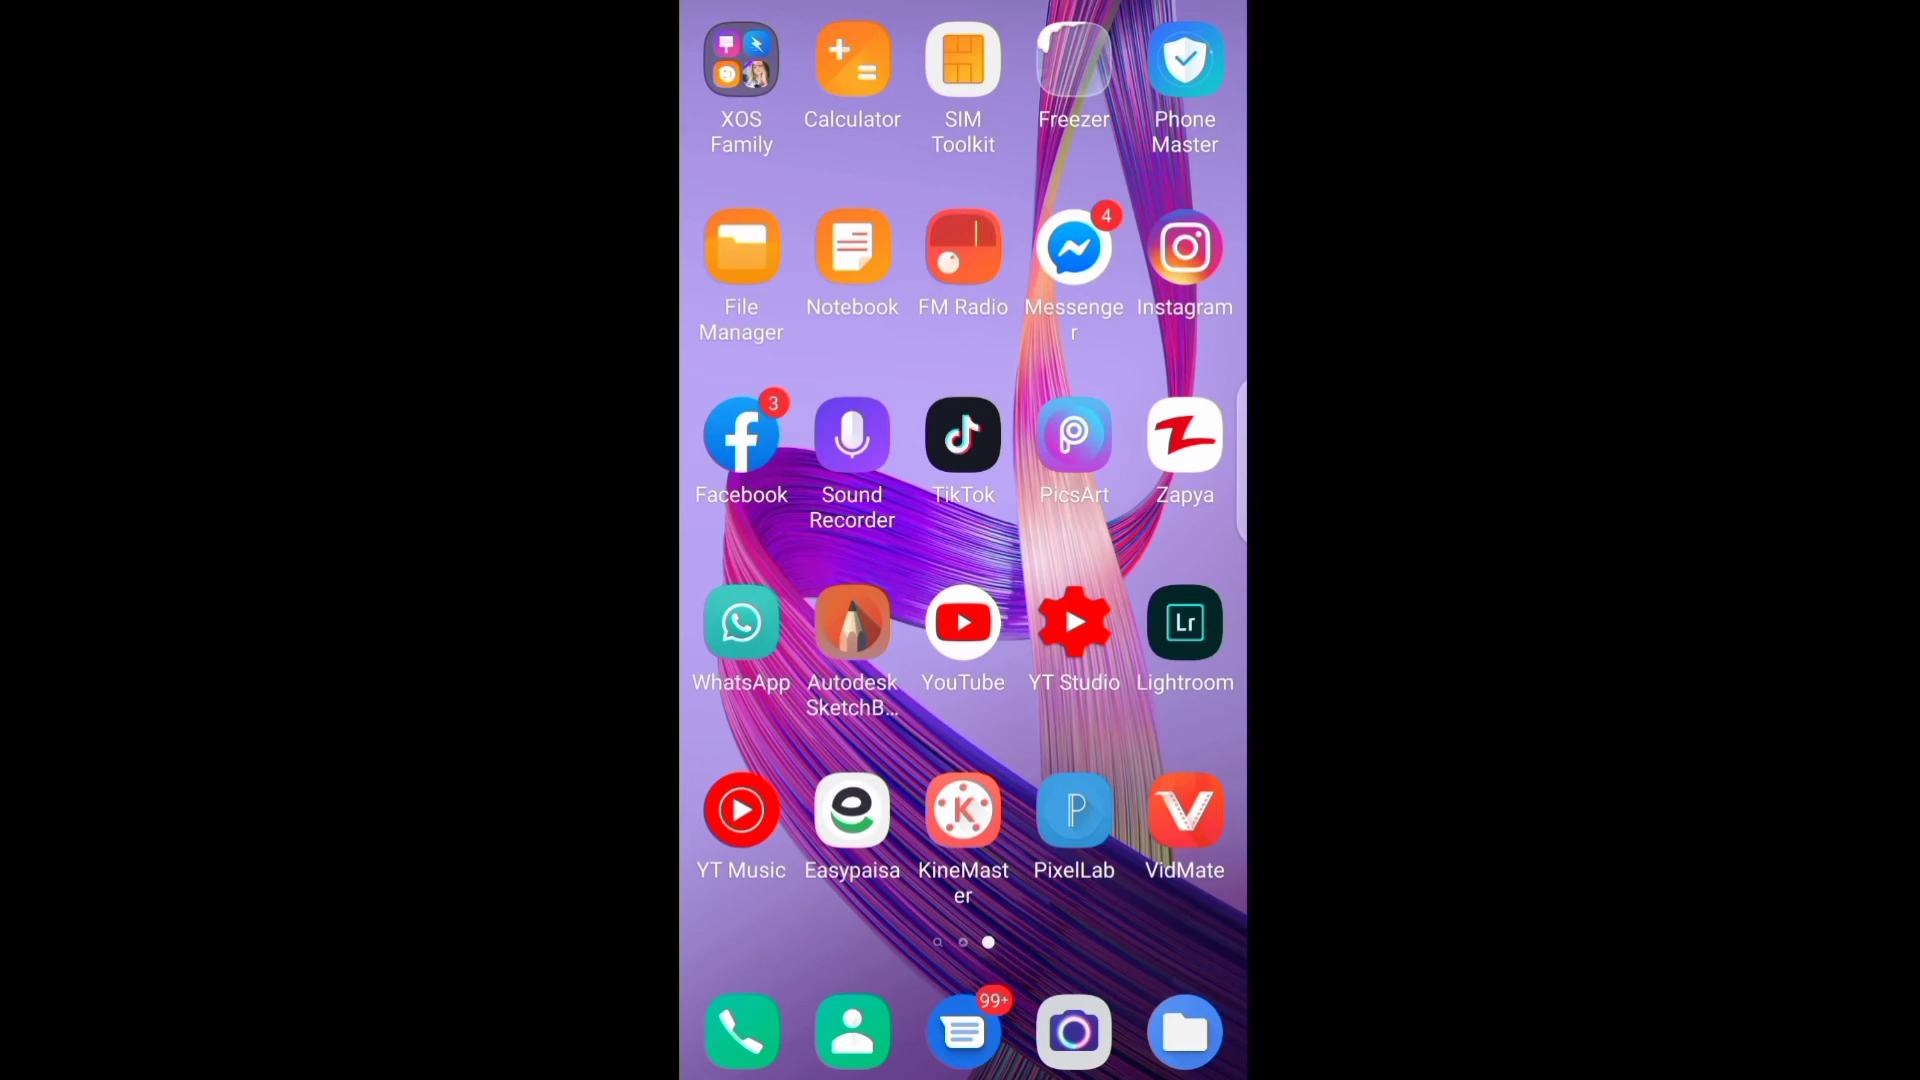 XOS Family
Calculator
SIM Toolkit
Freezer
Phone Master
File Manager
Notebook
FM Radio
Messenge
r
4
Instagram
Facebook
3
Sound Recorder
TikTok
PicsArt
Zapya
WhatsApp
Autodesk SketchB...
YouTube
YT Studio
Lr
Lightroom
YT Music
Easypaisa
K
KineMast
er
P
PixelLab
VidMate
99+